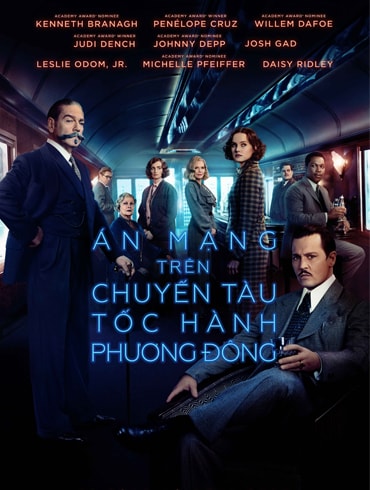 ACADEMY AWARD® NOMINEE ACADEMY AWARD® WINNER ACADEMY AWARD® NOMINEE
KENNETH BRANAGH PENÉLOPE CRUZ WILLEM DAFOE
ACADEMY AWARD® WINNER ACADEMY AWARD® NOMINEE
JUDI DENCH JOHNNY DEPP JOSH GAD
ACADEMY AWARD® NOMINEE
LESLIE ODOM, JR. MICHELLE PFEIFFER DAISY RIDLEY
ÁN MẠNG
TRÊN
CHUYẾN TÀU
TỐC HÀNH
PHƯƠNG ĐÔNG